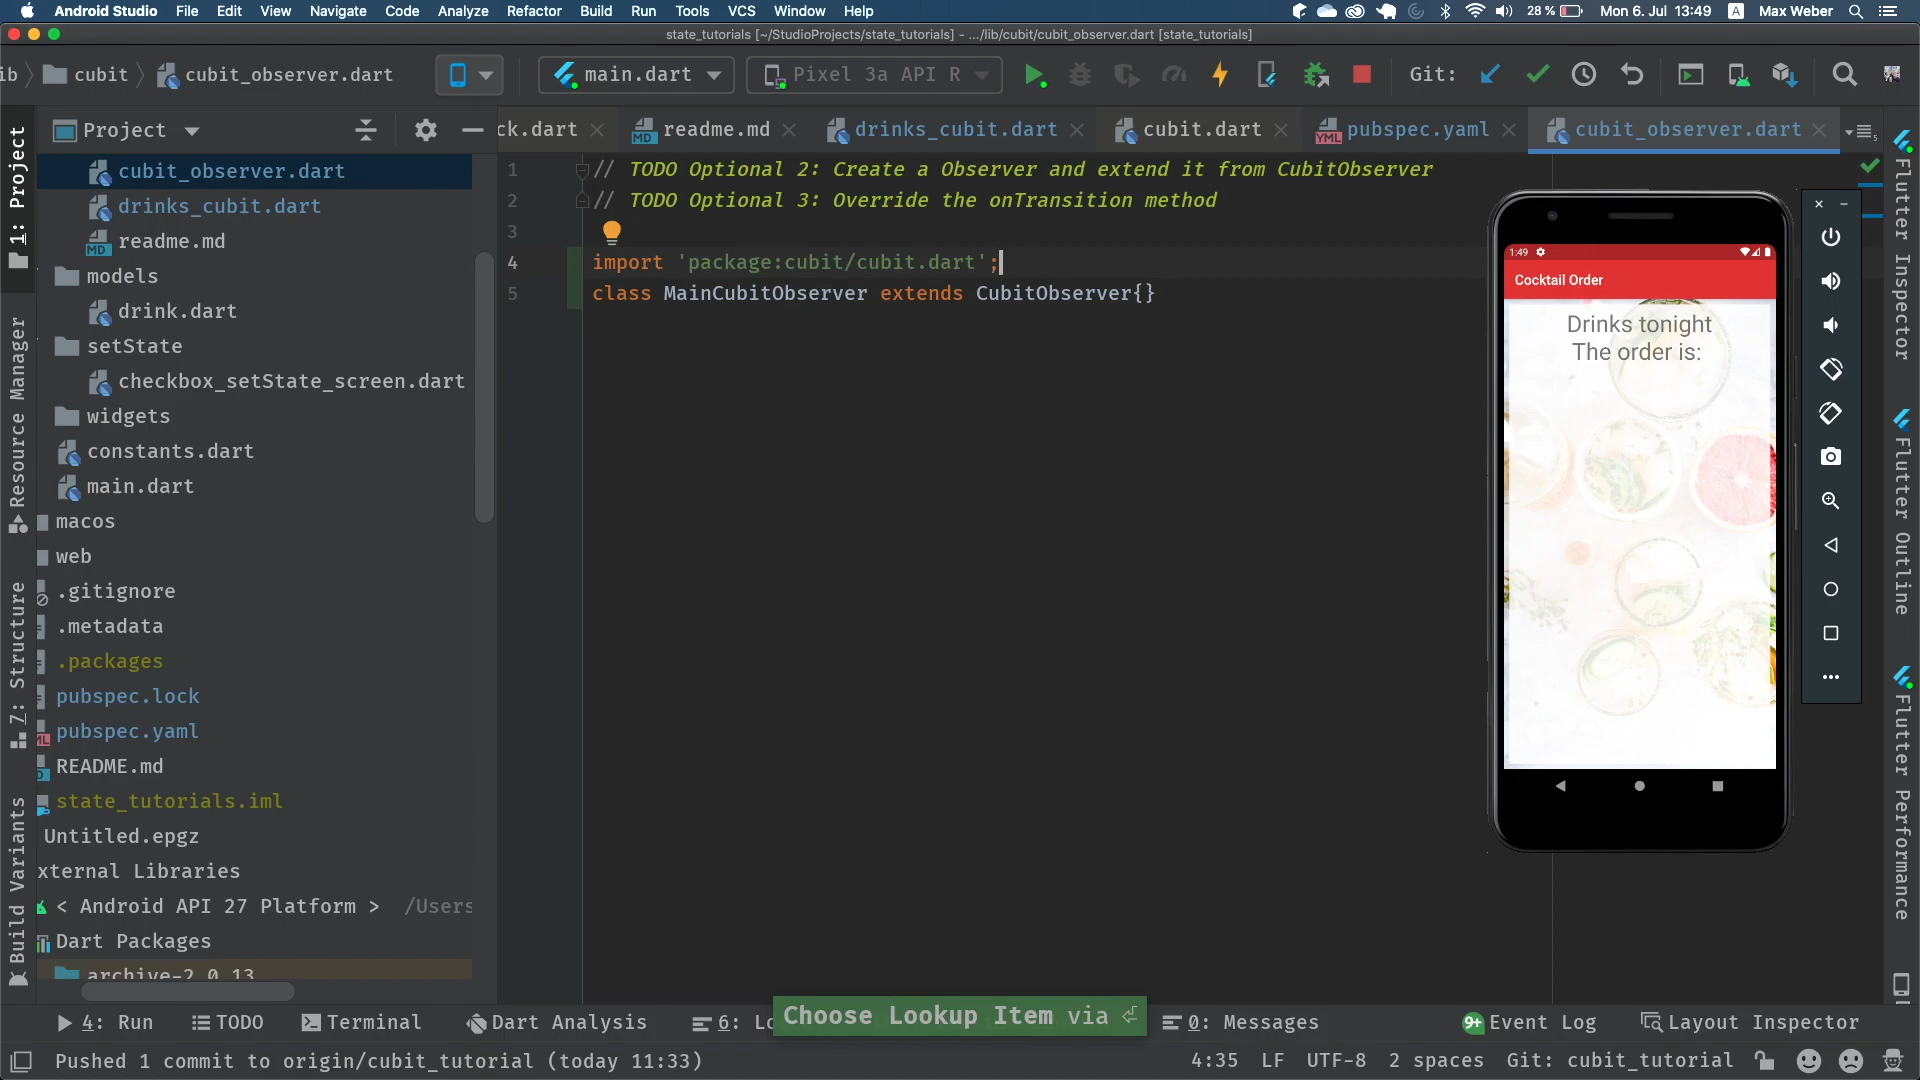 Android Studio File Edit View Navigate Code Analyze Refactor Build Run Tools VCS Window Help 28 % Mon 6. Jul 13:49 A Max Weber
state_tutorials [~/StudioProjects/state_tutorials] - .../lib/cubit/cubit_observer.dart [state_tutorials]
ib cubit cubit_observer.dart main.dart Pixel 3a API R Git:
Project
ck.dart readme.md drinks_cubit.dart cubit.dart pubspec.yaml cubit_observer.dart
cubit_observer.dart
drinks_cubit.dart
readme.md
models
drink.dart
setState
checkbox_setState_screen.dart
widgets
constants.dart
main.dart
macos
web
.gitignore
.metadata
.packages
pubspec.lock
pubspec.yaml
README.md
state_tutorials.iml
Untitled.epgz
xternal Libraries
< Android API 27 Platform > /Users
Dart Packages
archive-2.0.13
1: Project
Resource Manager
7: Structure
Build Variants
1 // TODO Optional 2: Create a Observer and extend it from CubitObserver
2 // TODO Optional 3: Override the onTransition method
3
4 import 'package:cubit/cubit.dart';
5 class MainCubitObserver extends CubitObserver{}
1:49
Cocktail Order
Drinks tonight
The order is:
Flutter Inspector
Flutter Outline
Flutter Performance
Choose Lookup Item via ⏎
4: Run TODO Terminal Dart Analysis 6: Lo 0: Messages 9+ Event Log Layout Inspector
Pushed 1 commit to origin/cubit_tutorial (today 11:33) 4:35 LF UTF-8 2 spaces Git: cubit_tutorial